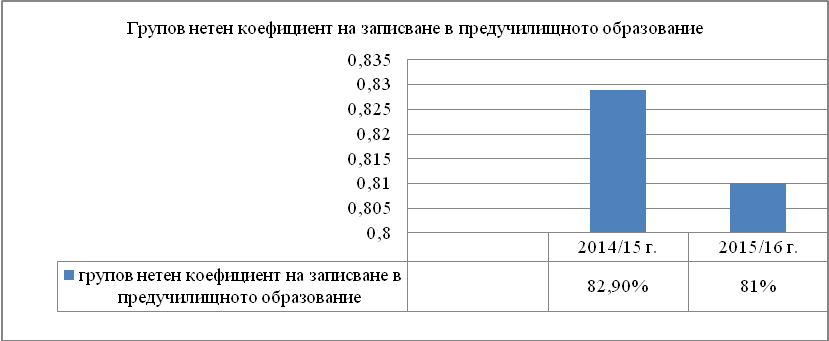 Групов нетен коефициент на записване в предучилищното образование
0,835
0,83
0,825
0,82
0,815
0,81
0,805
0,8
2014/15 г.
2015/16 г.
групов нетен коефициент на записване в
предучилищното образование
82,90%
81%